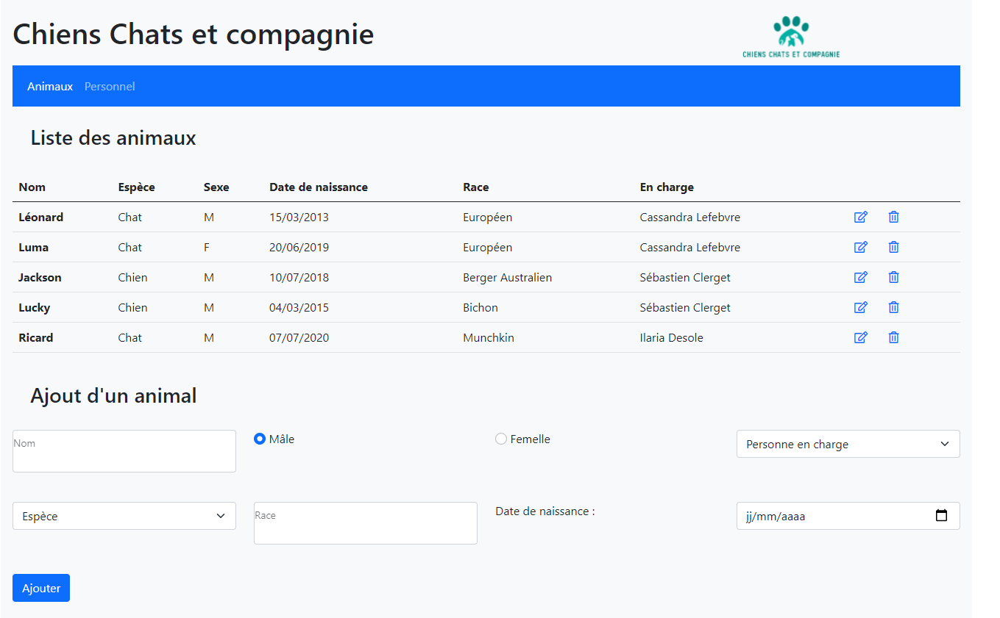 Chiens Chats et compagnie
CHIENS CHATS ET COMPAGNIE
Animaux Personnel
Liste des animaux
Nom Espèce Sexe Date de naissance Race En charge
Léonard Chat M 15/03/2013 Européen Cassandra Lefebvre
Luma Chat F 20/06/2019 Européen Cassandra Lefebvre
Jackson Chien M 10/07/2018 Berger Australien Sébastien Clerget
Lucky Chien M 04/03/2015 Bichon Sébastien Clerget
Ricard Chat M 07/07/2020 Munchkin Ilaria Desole
Ajout d'un animal
Nom Mâle Femelle Personne en charge
Espèce Race Date de naissance : jj/mm/aaaa
Ajouter